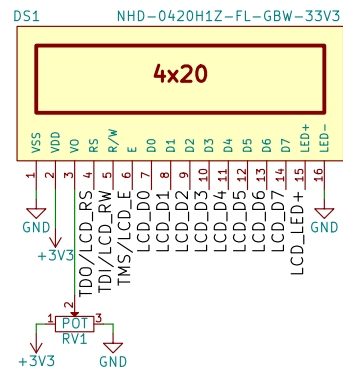 DS1 NHD-0420H1Z-FL-GBW-33V3
4x20
VSS VDD VO RS R/W E D0 D1 D2 D3 D4 D5 D6 D7 LED+ LED-
1 2 3 4 5 6 7 8 9 10 11 12 13 14 15 16
GND +3V3 TDO/LCD_RS TDI/LCD_RW TMS/LCD_E LCD_D0 LCD_D1 LCD_D2 LCD_D3 LCD_D4 LCD_D5 LCD_D6 LCD_D7 LCD_LED+ GND
2
1 POT 3
RV1
+3V3 GND